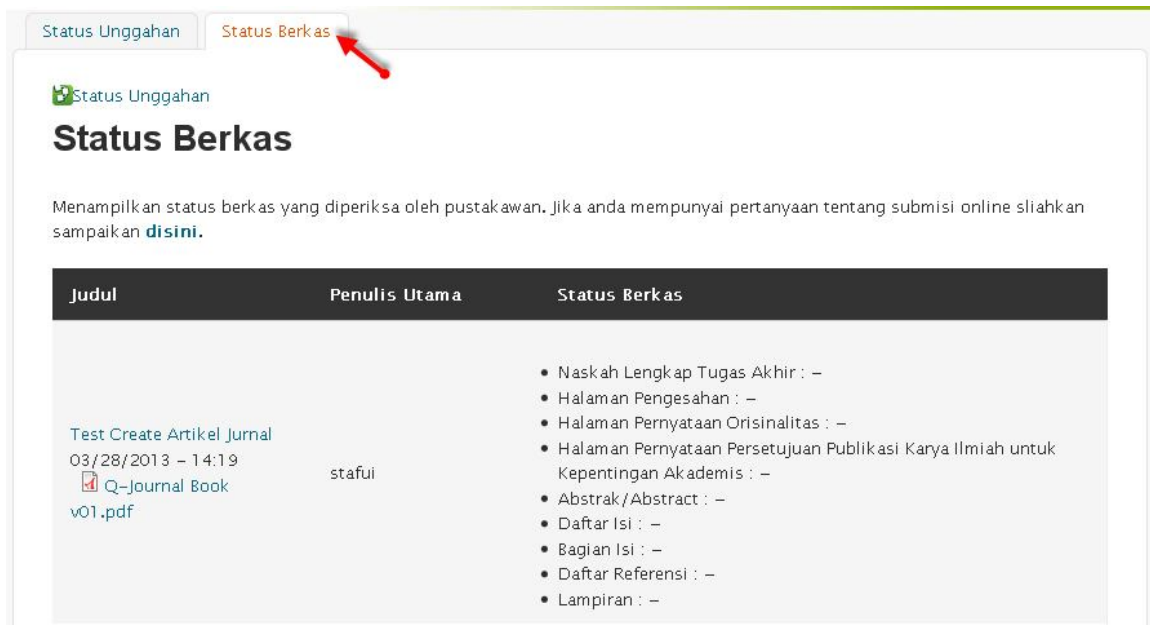 Status Unggahan Status Berkas
Status Unggahan
Status Berkas
Menampilkan status berkas yang diperiksa oleh pustakawan. Jika anda mempunyai pertanyaan tentang submisi online sliahkan
sampaikan disini.
Judul Penulis Utama Status Berkas
Test Create Artikel Jurnal
03/28/2013 – 14:19
Q-Journal Book
v01.pdf
stafui
• Naskah Lengkap Tugas Akhir : –
• Halaman Pengesahan : –
• Halaman Pernyataan Orisinalitas : –
• Halaman Pernyataan Persetujuan Publikasi Karya Ilmiah untuk
Kepentingan Akademis : –
• Abstrak/Abstract : –
• Daftar Isi : –
• Bagian Isi : –
• Daftar Referensi : –
• Lampiran : –